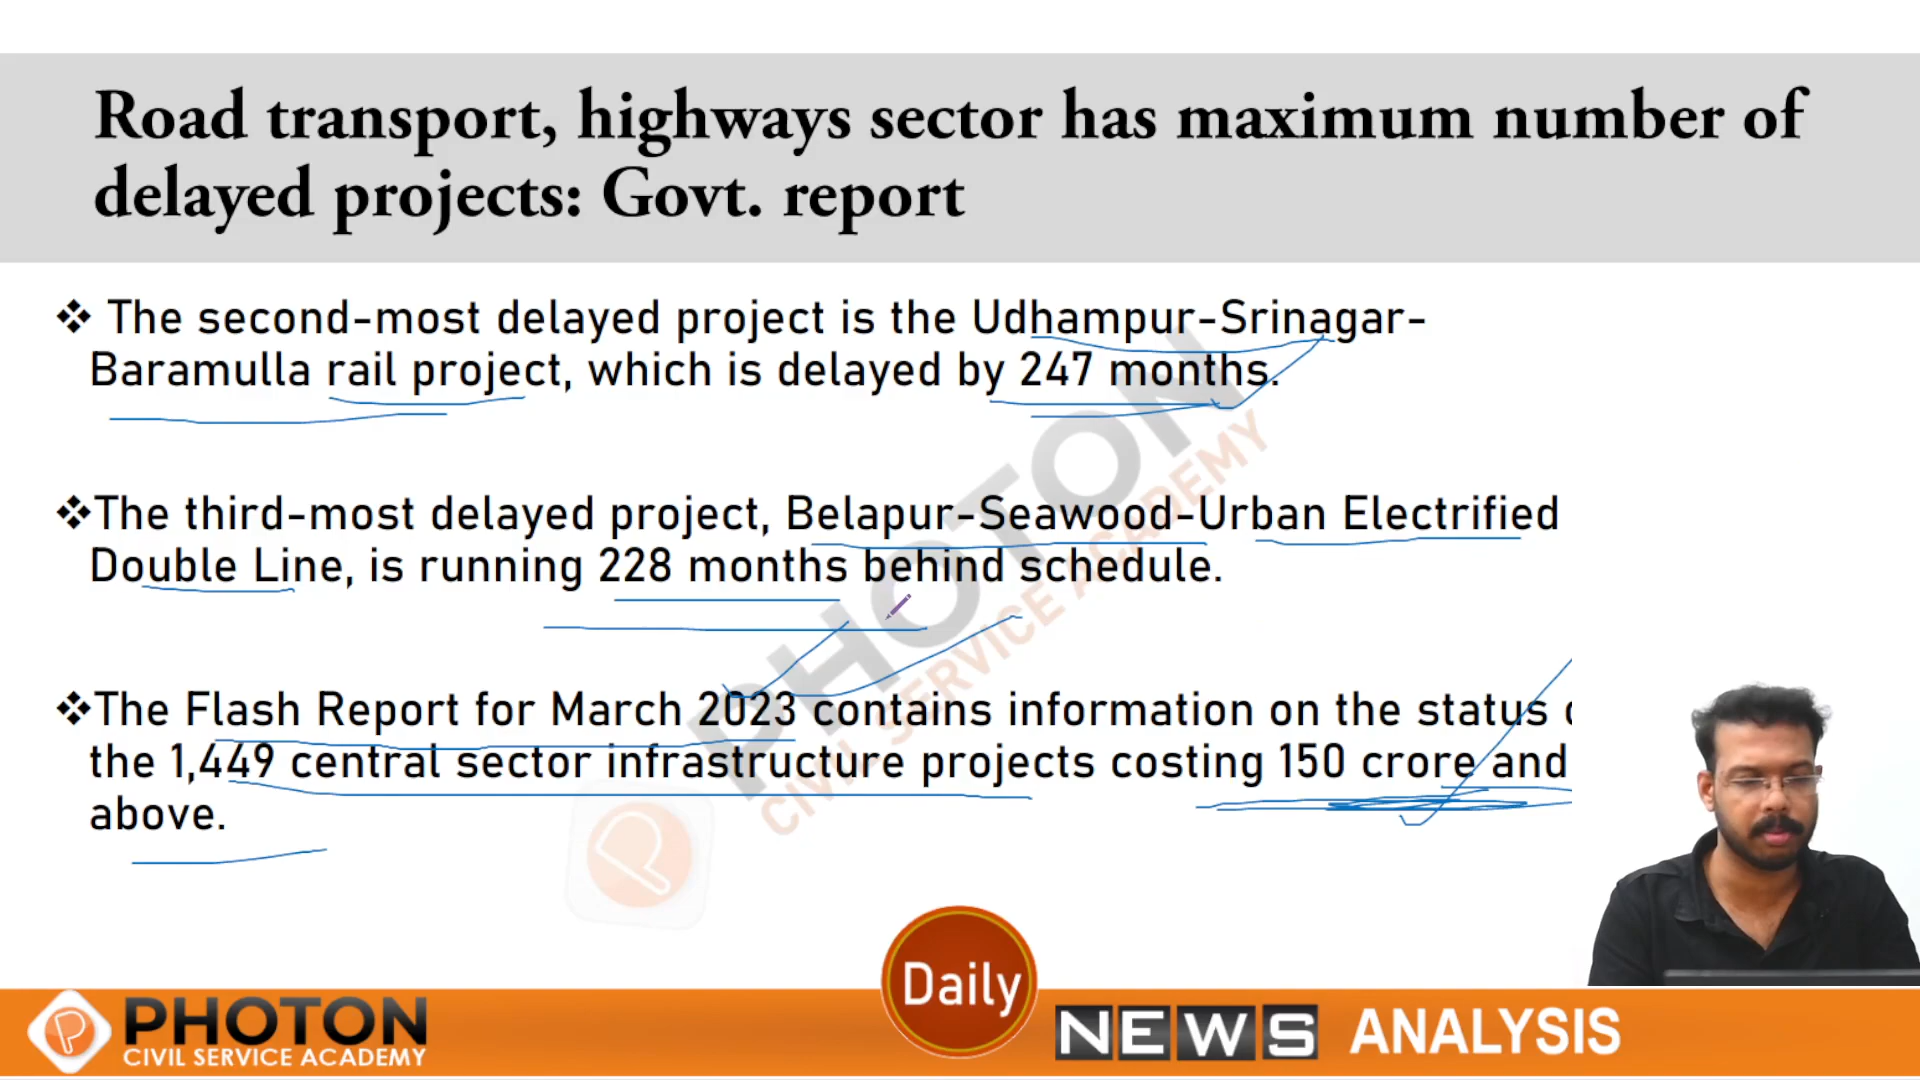 Road transport, highways sector has maximum number of
delayed projects: Govt. report
❖ The second-most delayed project is the Udhampur-Srinagar-
Baramulla rail project, which is delayed by 247 months.
❖The third-most delayed project, Belapur-Seawood-Urban Electrified
Double Line, is running 228 months behind schedule.
❖The Flash Report for March 2023 contains information on the status
the 1,449 central sector infrastructure projects costing 150 crore and
above.
PHOTON
CIVIL SERVICE ACADEMY
Daily
PHOTON
CIVIL SERVICE ACADEMY
NEWS ANALYSIS